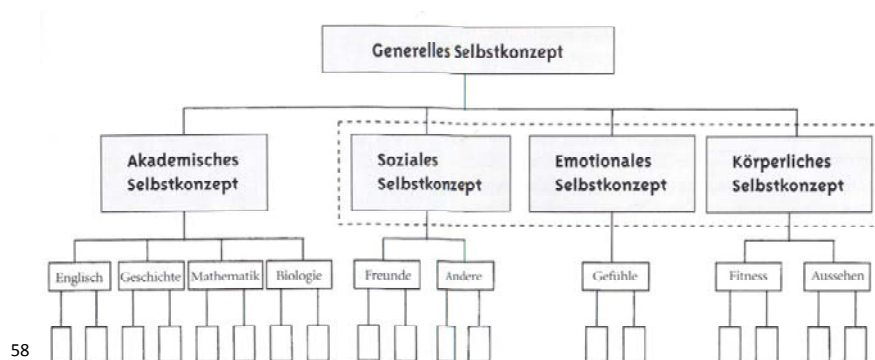 Generelles Selbstkonzept
Akademisches
Selbstkonzept
Soziales
Selbstkonzept
Emotionales
Selbstkonzept
Körperliches
Selbstkonzept
Englisch
Geschichte
Mathematik
Biologie
Freunde
Andere
Gefühle
Fitness
Aussehen
58